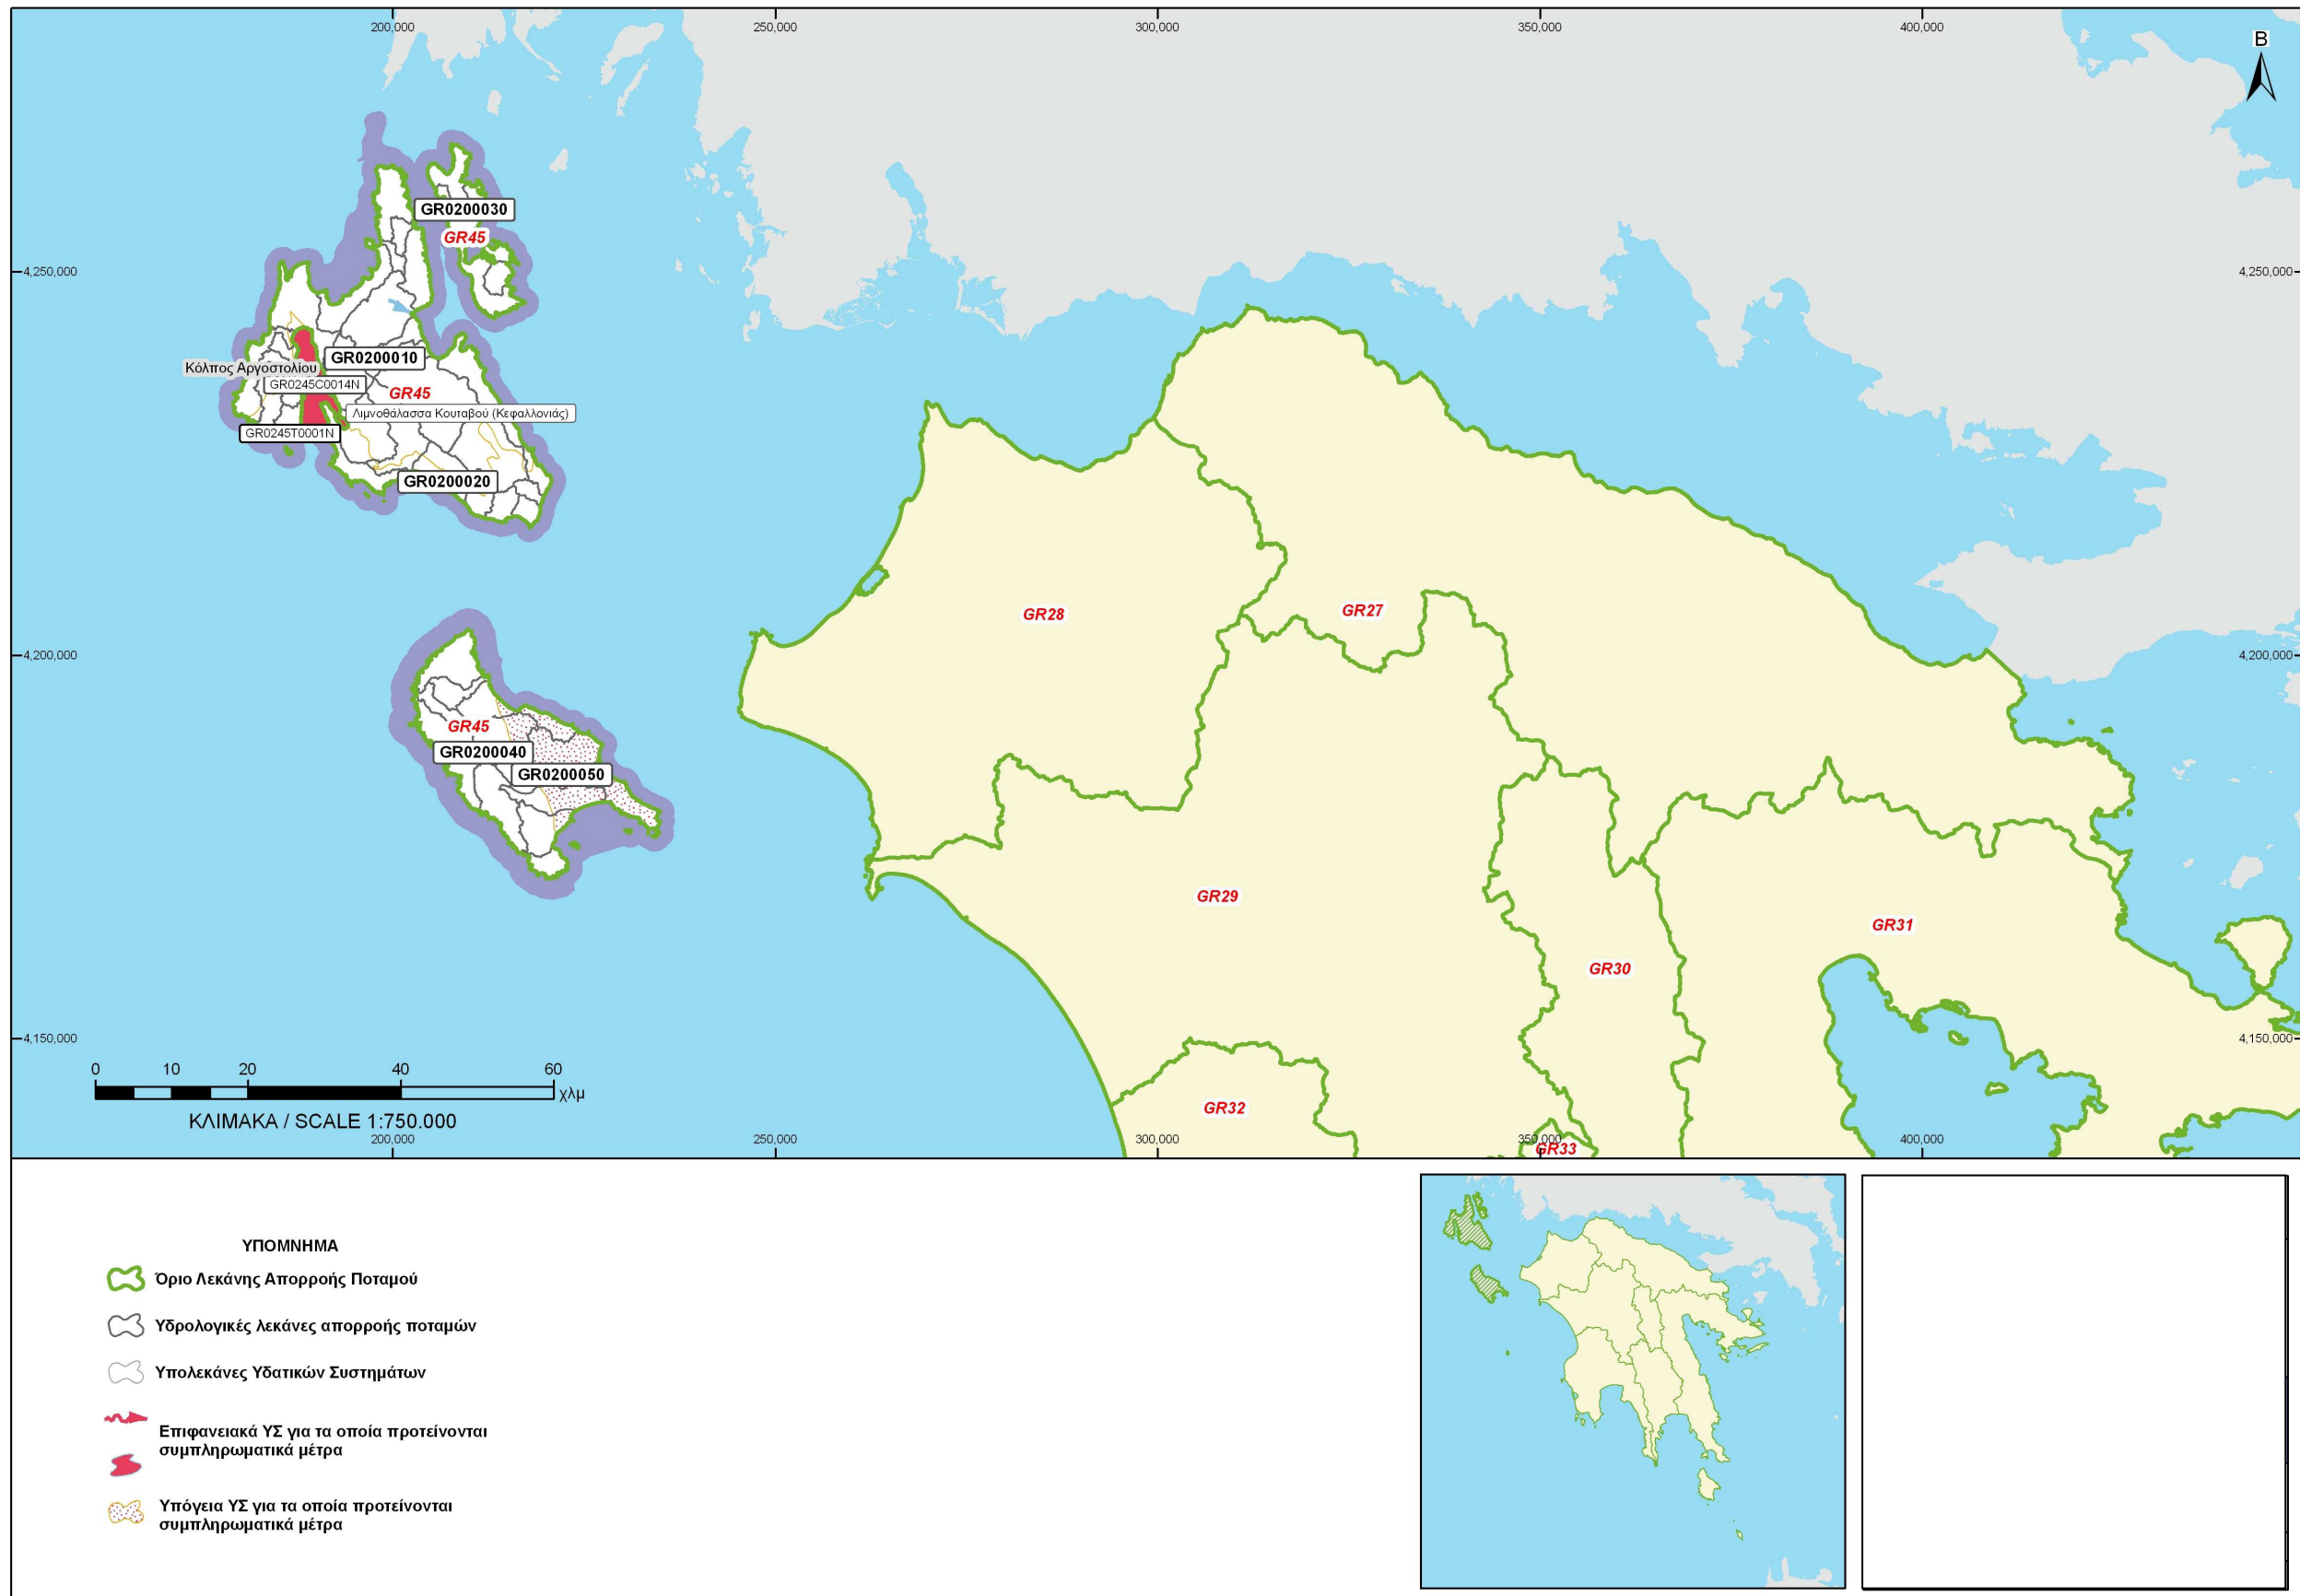 200,000
250,000
300,000
350,000
400,000
B
GR0200030
GR45
4,250,000
4,250,000
GR0200010
Κόλπος Αργοστολίου
GR0245C0014N
GR45
Λιμνοθάλασσα Κουταβού (Κεφαλλονιάς)
GR0245T0001N
GR0200020
GR28
GR27
4,200,000
4,200,000
GR45
GR0200040
GR0200050
GR29
GR31
GR30
4,150,000
4,150,000
0 10 20 40 60
χλμ
GR32
ΚΛΙΜΑΚΑ / SCALE 1:750.000
200,000
250,000
300,000
350,000
400,000
GR33
ΥΠΟΜΝΗΜΑ
Όριο Λεκάνης Απορροής Ποταμού
Υδρολογικές λεκάνες απορροής ποταμών
Υπολεκάνες Υδατικών Συστημάτων
Επιφανειακά ΥΣ για τα οποία προτείνονται
συμπληρωματικά μέτρα
Υπόγεια ΥΣ για τα οποία προτείνονται
συμπληρωματικά μέτρα